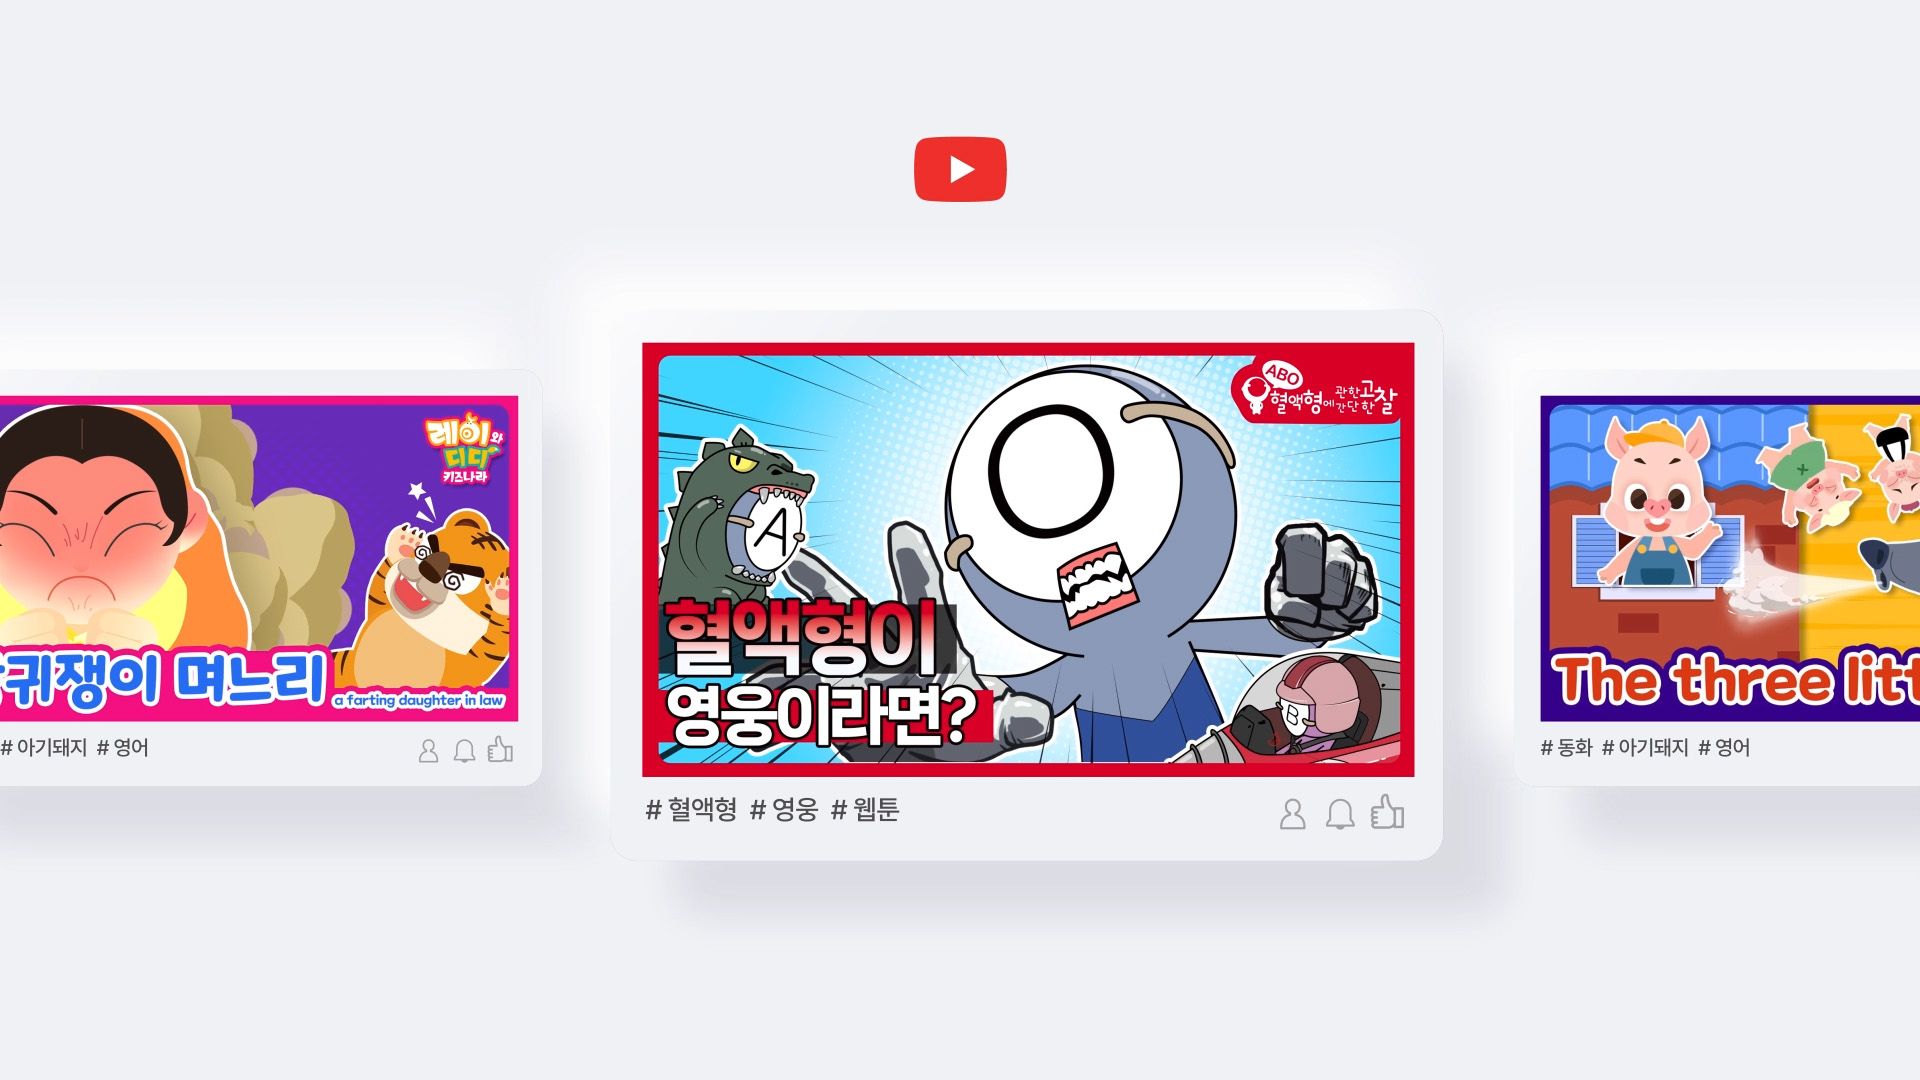 레이와
디디
키즈나라
귀쟁이 며느리
a farting daughter in law
# 아기돼지 # 영어
ABO
혈액형에 관한 간단한 고찰
O
A
B
혈액형이
영웅이라면?
# 혈액형 # 영웅 # 웹툰
The three litt
# 동화 # 아기돼지 # 영어